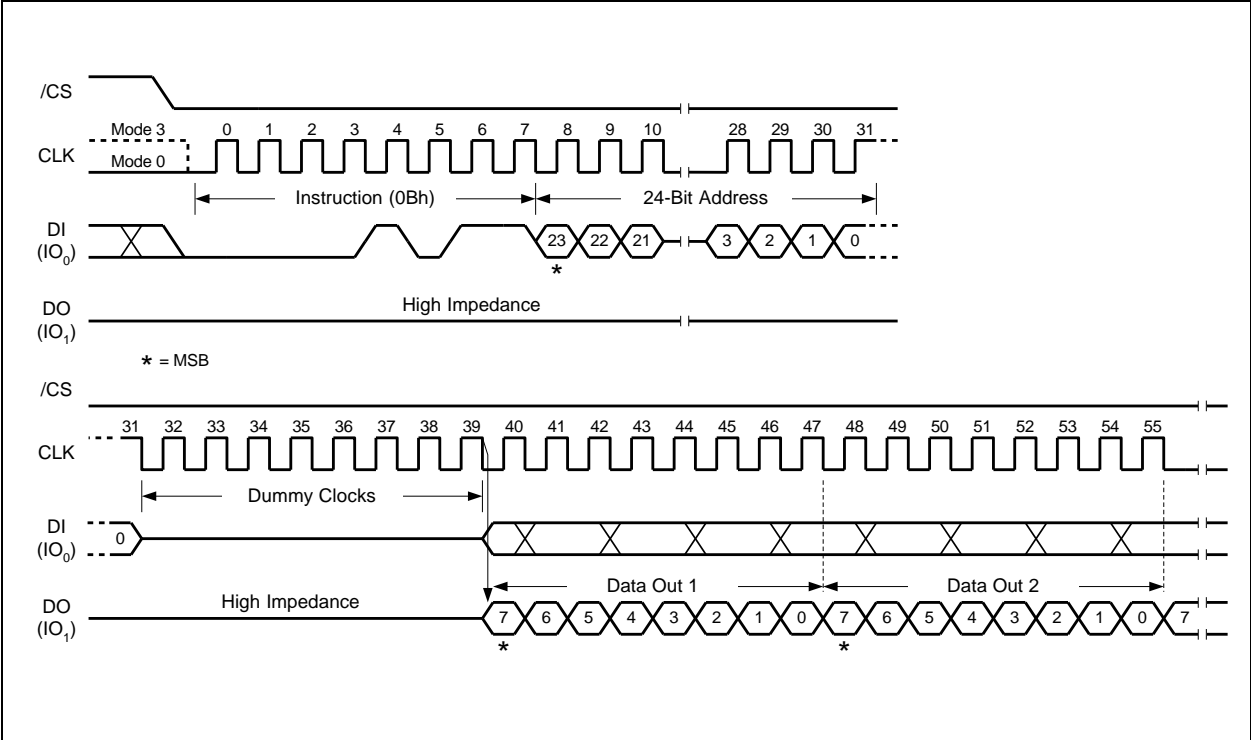 /CS
Mode 3 0 1 2 3 4 5 6 7 8 9 10 28 29 30 31
CLK
Mode 0
Instruction (0Bh) 24-Bit Address
DI
(IO0) 23 22 21 3 2 1 0
*
DO High Impedance
(IO1)
* = MSB
/CS
31 32 33 34 35 36 37 38 39 40 41 42 43 44 45 46 47 48 49 50 51 52 53 54 55
CLK
Dummy Clocks
DI
(IO0) 0
Data Out 1 Data Out 2
DO High Impedance
(IO1) 7 6 5 4 3 2 1 0 7 6 5 4 3 2 1 0 7
* *